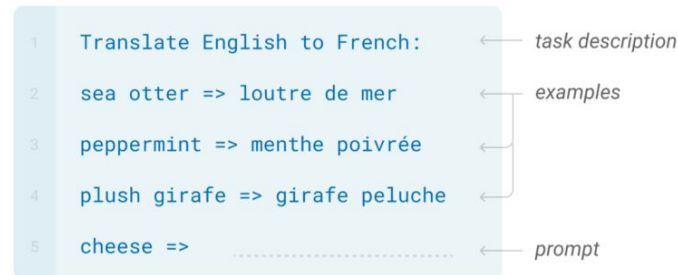 1 Translate English to French: task description
2 sea otter => loutre de mer examples
3 peppermint => menthe poivrée
4 plush girafe => girafe peluche
5 cheese => prompt